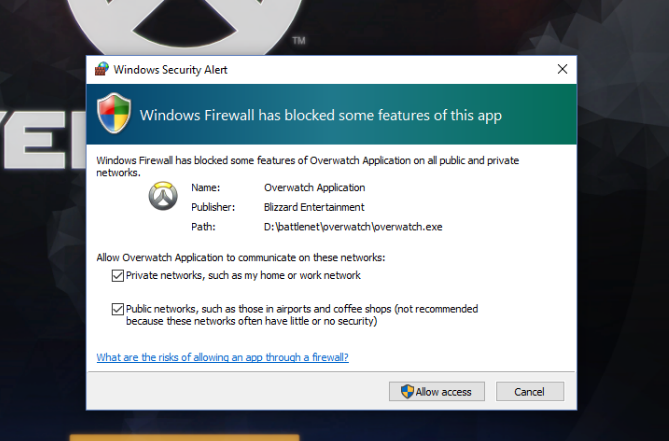 TM
Windows Security Alert
Windows Firewall has blocked some features of this app
Windows Firewall has blocked some features of Overwatch Application on all public and private
networks.
Name: Overwatch Application
Publisher: Blizzard Entertainment
Path: D:\battlenet\overwatch\overwatch.exe
Allow Overwatch Application to communicate on these networks:
Private networks, such as my home or work network
Public networks, such as those in airports and coffee shops (not recommended
because these networks often have little or no security)
What are the risks of allowing an app through a firewall?
Allow access Cancel